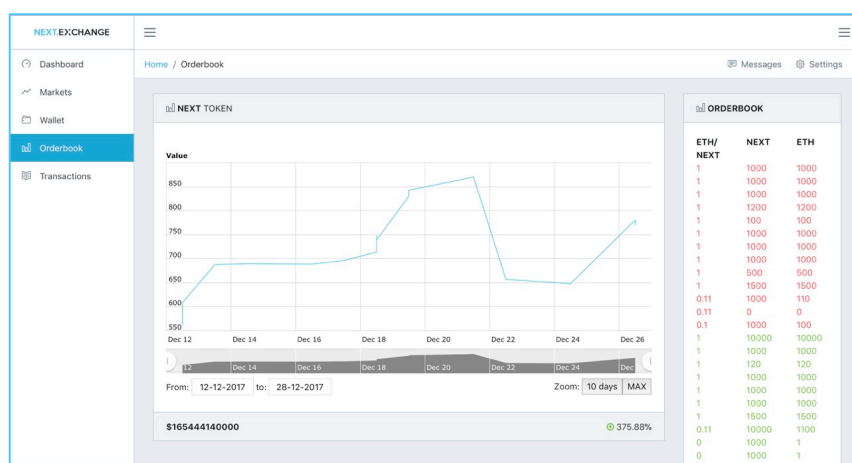 NEXT.EXCHANGE
Dashboard
Markets
Wallet
Orderbook
Transactions
Home / Orderbook
Messages Settings
NEXT TOKEN
Value
850
800
750
700
650
600
550
Dec 12 Dec 14 Dec 16 Dec 18 Dec 20 Dec 22 Dec 24 Dec 26
12 Dec 14 Dec 16 Dec 18 Dec 20 Dec 22 Dec 24 Dec
From: 12-12-2017 to: 28-12-2017 Zoom: 10 days MAX
$165444140000 375.88%
ORDERBOOK
ETH/ NEXT ETH
NEXT
1 1000 1000
1 1000 1000
1 1000 1000
1 1200 1200
1 100 100
1 1000 1000
1 1000 1000
1 1000 1000
1 500 500
1 1500 1500
0.11 1000 110
0.11 0 0
0.1 1000 100
1 10000 10000
1 1000 1000
1 120 120
1 1000 1000
1 1000 1000
1 1000 1000
1 1500 1500
0.11 10000 1100
0 1000 1
0 1000 1